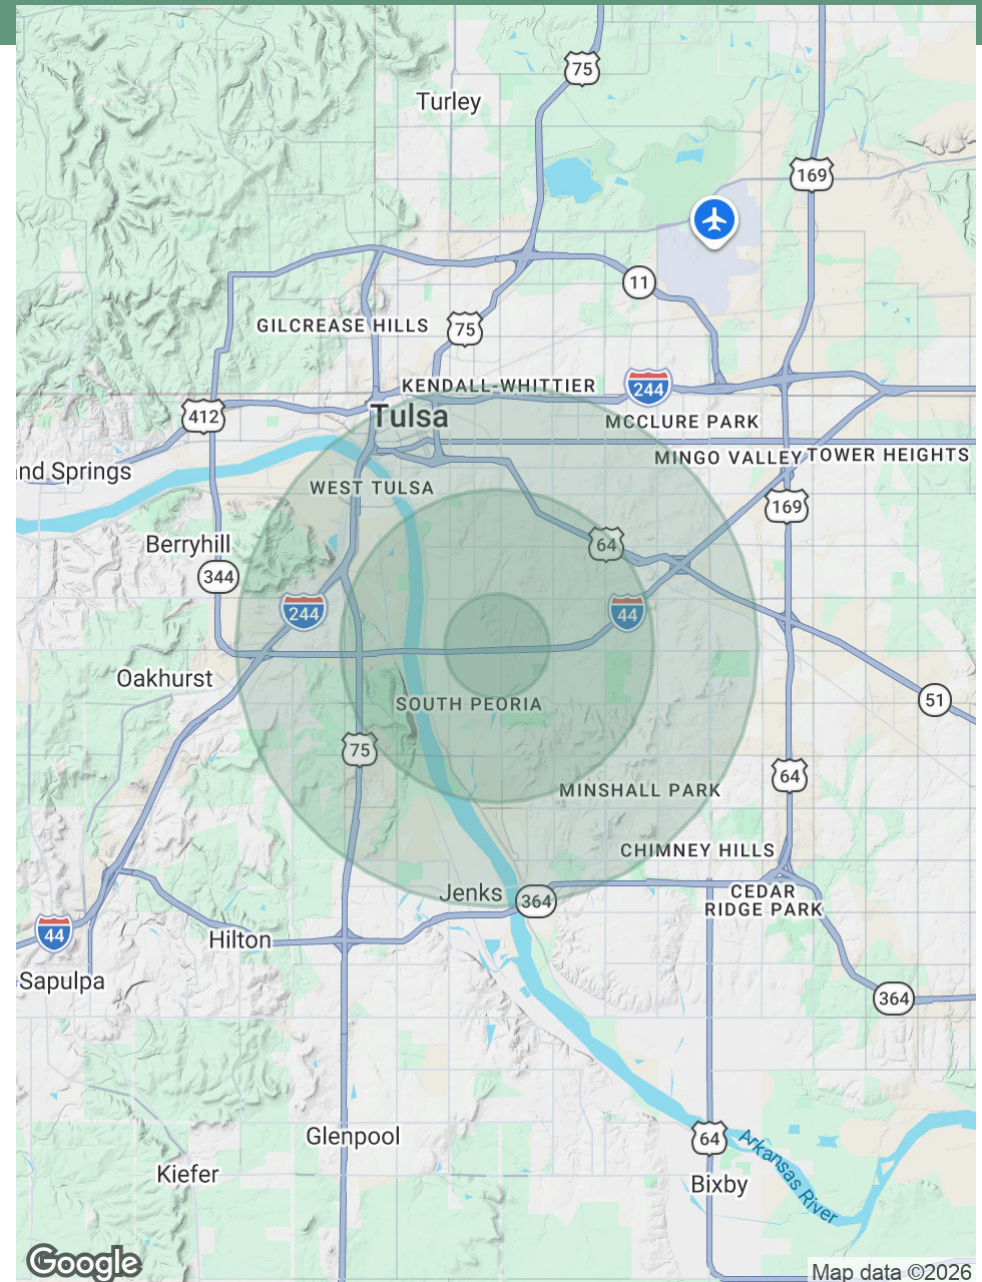 75
Turley
169
11
GILCREASE HILLS
75
KENDALL-WHITTIER
244
412
Tulsa
MCCLURE PARK
nd Springs
MINGO VALLEY
TOWER HEIGHTS
WEST TULSA
169
Berryhill
64
344
244
44
Oakhurst
SOUTH PEORIA
51
75
64
MINSHALL PARK
CHIMNEY HILLS
Jenks
364
CEDAR
RIDGE PARK
44
Hilton
Sapulpa
364
Glenpool
64
Arkansas River
Kiefer
Bixby
Google
Map data ©2026